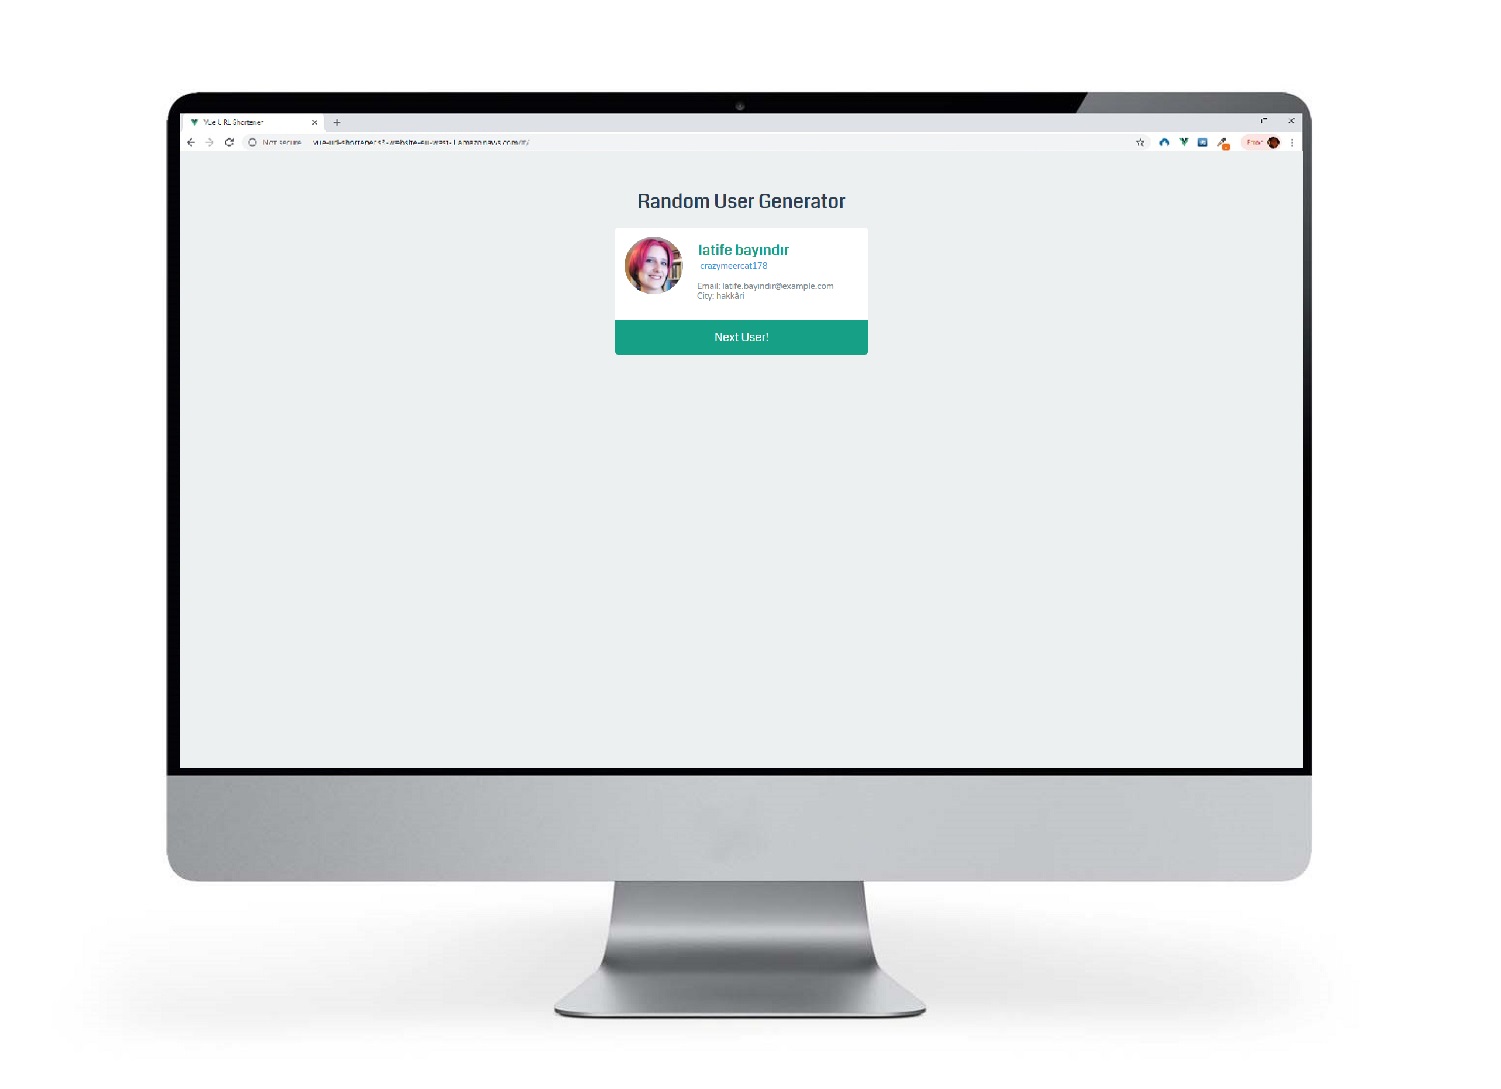 Vue URL Shortener
Not secure
Random User Generator
latife bayındır
crazymeercat178
Email: latife.bayindir@example.com
City: hakkâri
Next User!